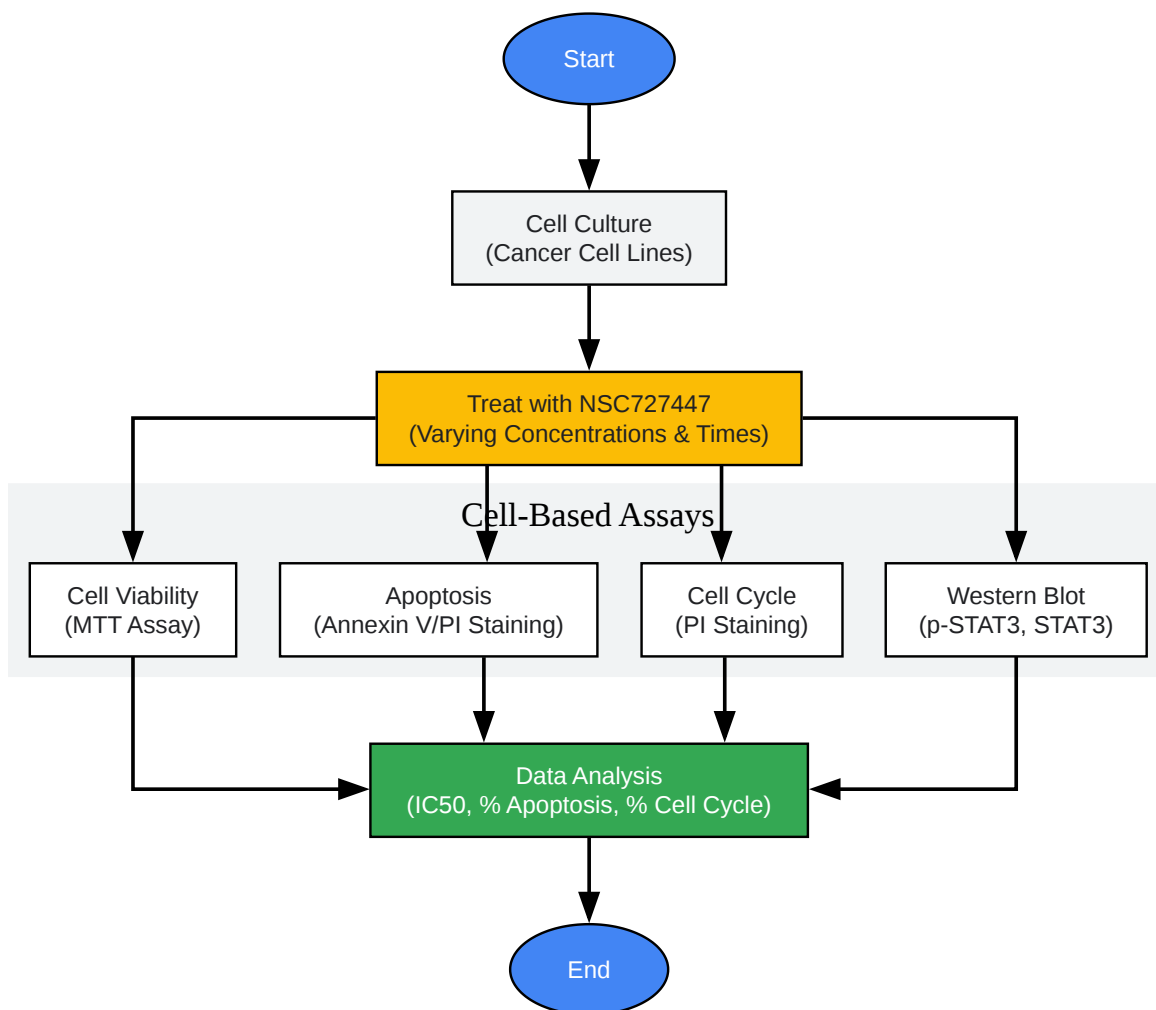 Start
Cell Culture
(Cancer Cell Lines)
Treat with NSC727447
(Varying Concentrations & Times)
Cell-Based Assays
Cell Viability
(MTT Assay)
Apoptosis
(Annexin V/PI Staining)
Cell Cycle
(PI Staining)
Western Blot
(p-STAT3, STAT3)
Data Analysis
(IC50, % Apoptosis, % Cell Cycle)
End